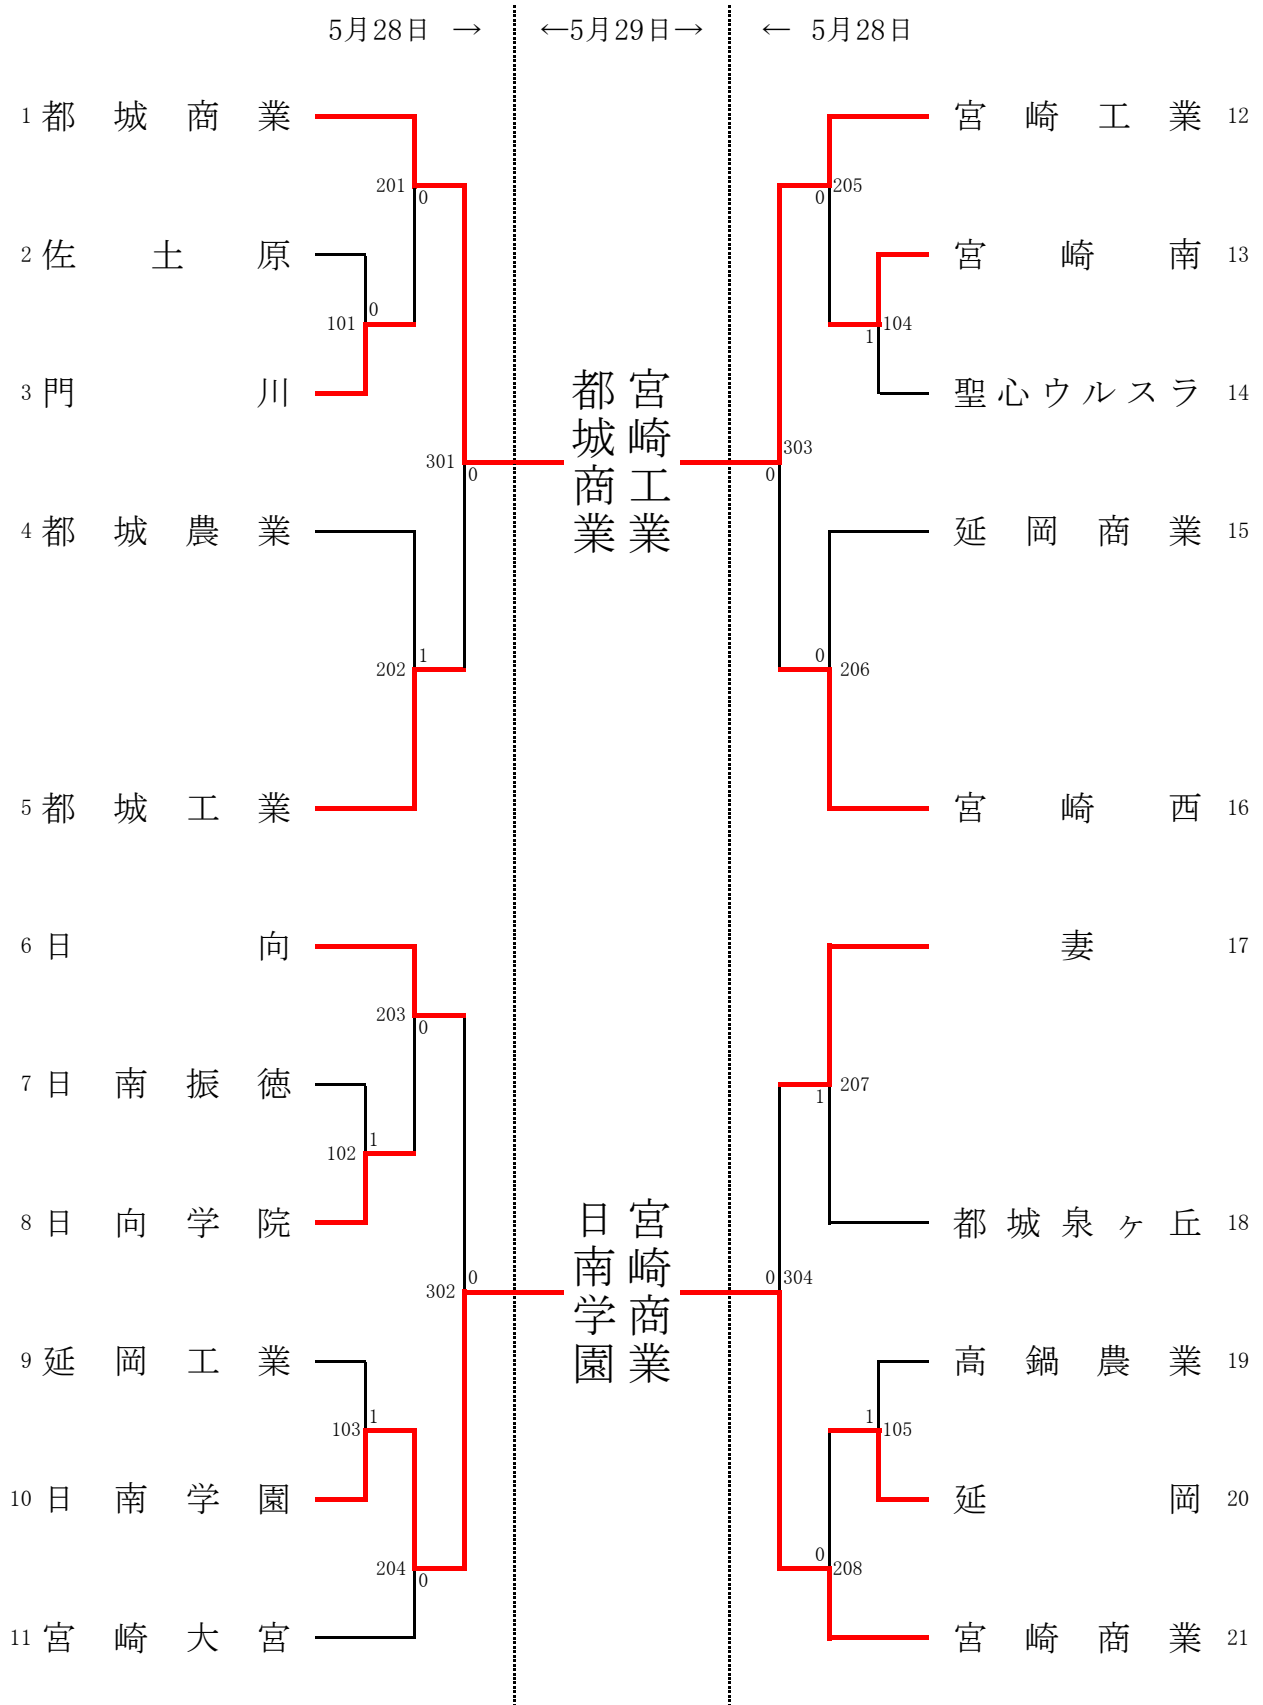 5月28日 → ←5月29日→ ← 5月28日
1 都城商業
201
0
2 佐土原
0
101
3 門川
301
0
4 都城農業
1
202
5 都城工業
6 日向
203
0
7 日南振徳
1
102
8 日向学院
0
302
9 延岡工業
1
103
10 日南学園
204
0
11 宮崎大宮
都城商業
宮崎工業
日南学園
宮崎商業
宮崎工業 12
0 205
宮崎南 13
104
1
聖心ウルスラ 14
303
0
延岡商業 15
0
206
宮崎西 16
妻 17
207
1
都城泉ヶ丘 18
0 304
高鍋農業 19
1
105
延岡 20
0
208
宮崎商業 21